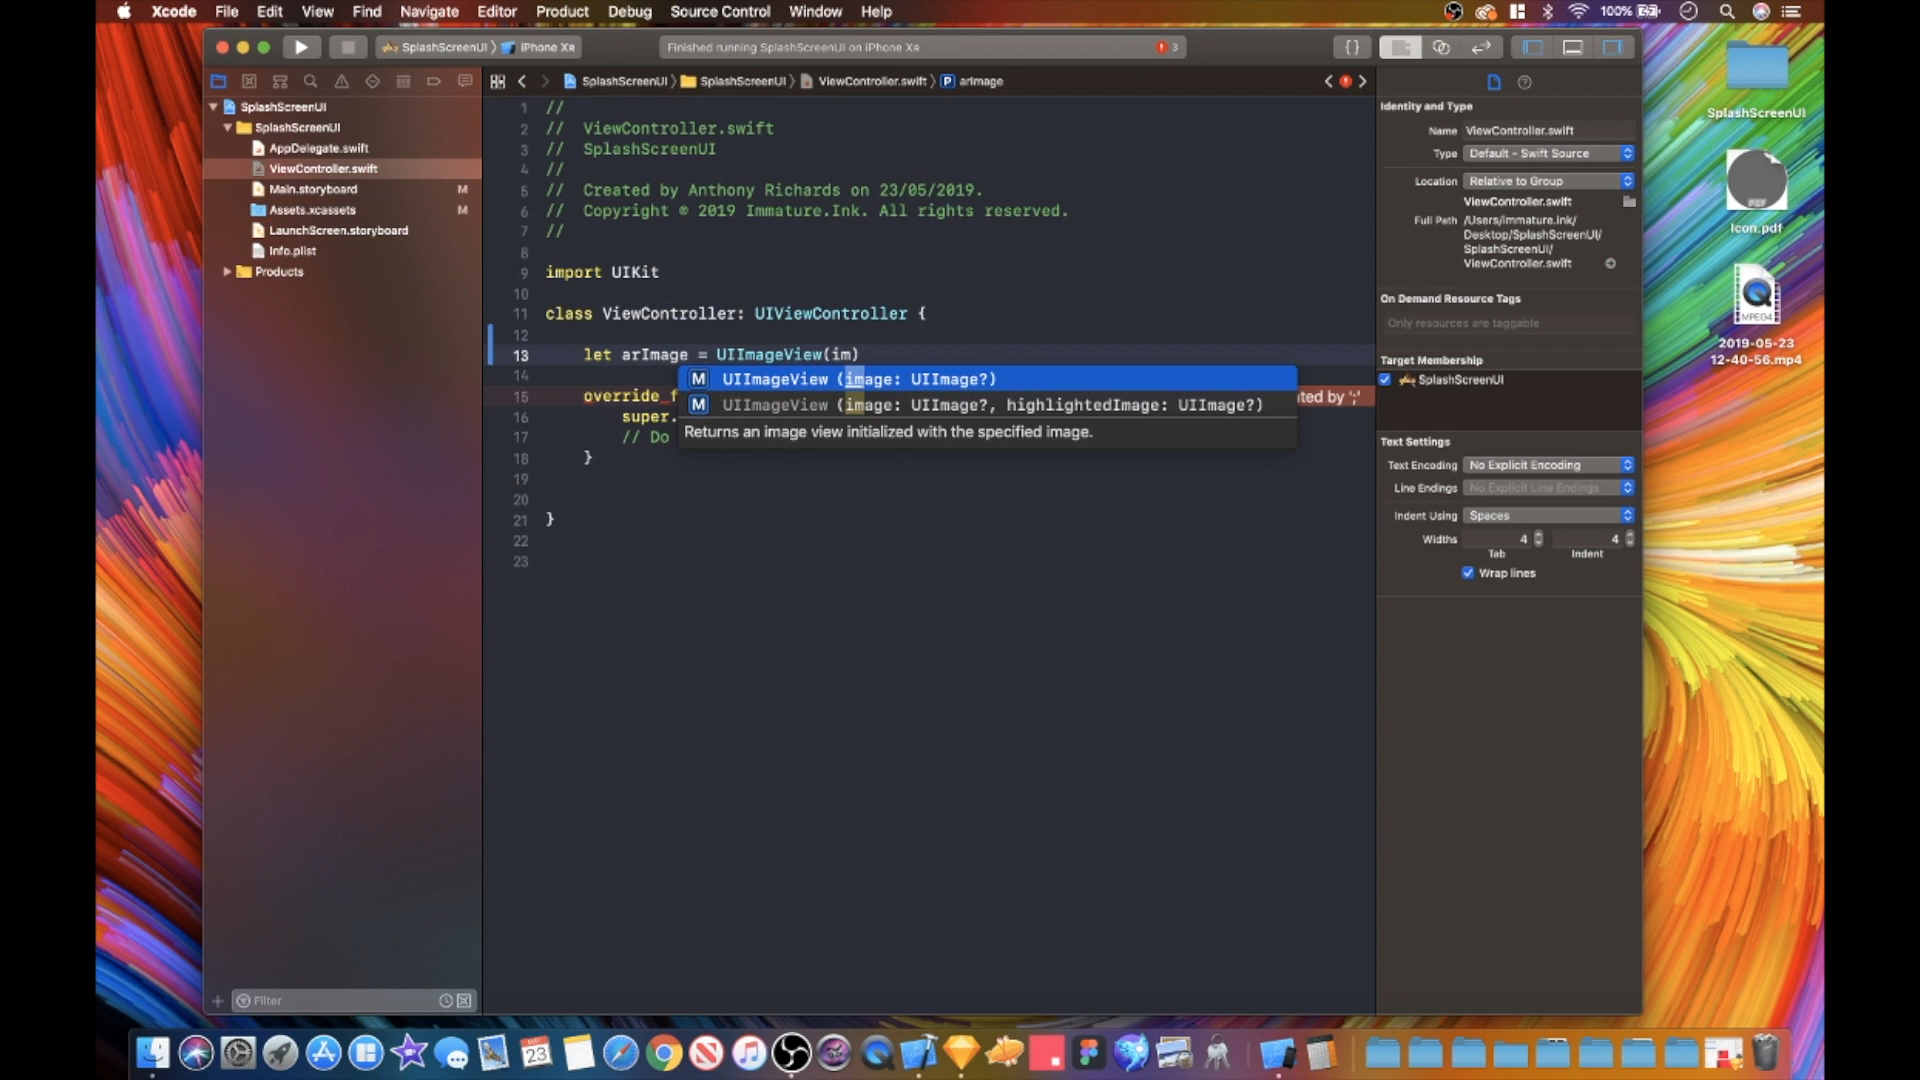 Xcode File Edit View Find Navigate Editor Product Debug Source Control Window Help
100%
SplashScreenUI iPhone XR
Finished running SplashScreenUI on iPhone XR
3
SplashScreenUI SplashScreenUI ViewController.swift P arImage
SplashScreenUI
SplashScreenUI
AppDelegate.swift
ViewController.swift
Main.storyboard M
Assets.xcassets M
LaunchScreen.storyboard
Info.plist
Products
Filter
1 //
2 // ViewController.swift
3 // SplashScreenUI
4 //
5 // Created by Anthony Richards on 23/05/2019.
6 // Copyright © 2019 Immature.Ink. All rights reserved.
7 //
8
9 import UIKit
10
11 class ViewController: UIViewController {
12
13 let arImage = UIImageView(im)
14
15 override f
ted by ';'
16 super.
17 // Do
18 }
19
20
21 }
22
23
M UIImageView (image: UIImage?)
M UIImageView (image: UIImage?, highlightedImage: UIImage?)
Returns an image view initialized with the specified image.
Identity and Type
Name ViewController.swift
Type Default - Swift Source
Location Relative to Group
ViewController.swift
Full Path /Users/immature.ink/
Desktop/SplashScreenUI/
SplashScreenUI/
ViewController.swift
On Demand Resource Tags
Only resources are taggable
Target Membership
SplashScreenUI
Text Settings
Text Encoding No Explicit Encoding
Line Endings No Explicit Line Endings
Indent Using Spaces
Widths 4 4
Tab Indent
Wrap lines
SplashScreenUI
PDF
Icon.pdf
MPEG4
2019-05-23
12-40-56.mp4
23